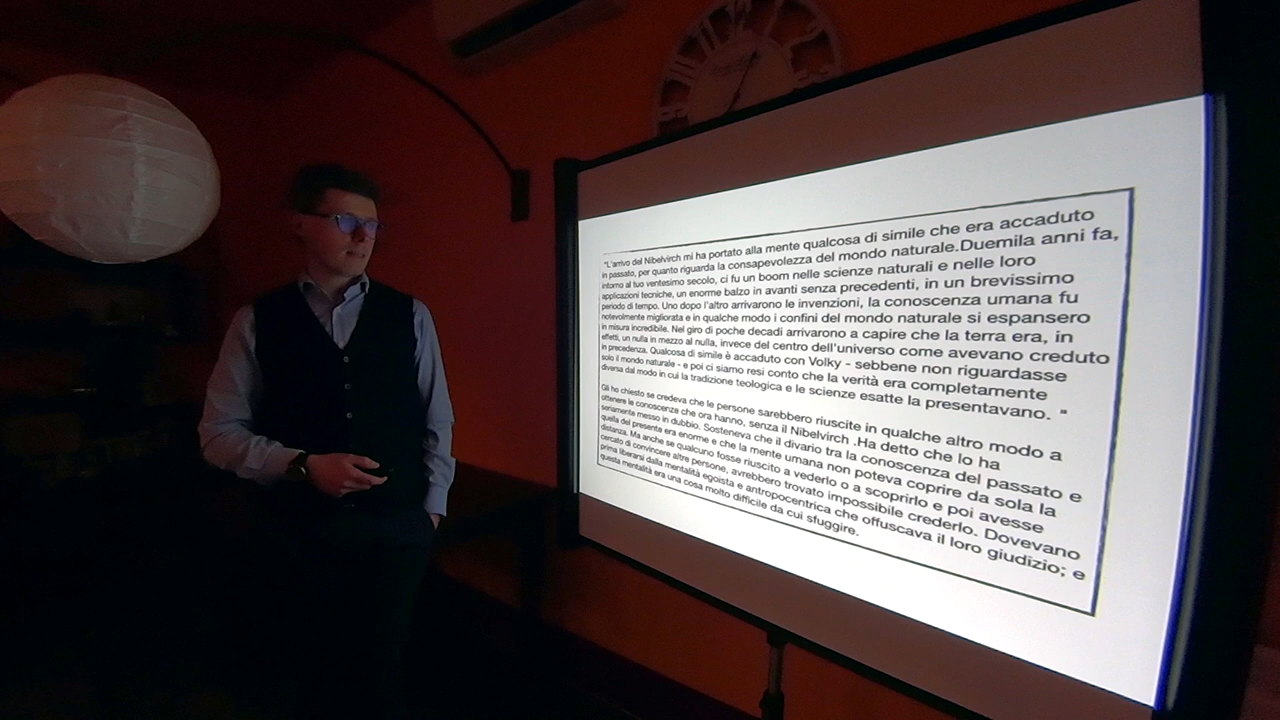 "L'arrivo del Nibelvirch mi ha portato alla mente qualcosa di simile che era accaduto
in passato, per quanto riguarda la consapevolezza del mondo naturale.Duemila anni fa,
intorno al tuo ventesimo secolo, ci fu un boom nelle scienze naturali e nelle loro
applicazioni tecniche, un enorme balzo in avanti senza precedenti, in un brevissimo
periodo di tempo. Uno dopo l'altro arrivarono le invenzioni, la conoscenza umana fu
notevolmente migliorata e in qualche modo i confini del mondo naturale si espansero
in misura incredibile. Nel giro di poche decadi arrivarono a capire che la terra era, in
effetti, un nulla in mezzo al nulla, invece del centro dell'universo come avevano creduto
in precedenza. Qualcosa di simile è accaduto con Volky - sebbene non riguardasse
solo il mondo naturale - e poi ci siamo resi conto che la verità era completamente
diversa dal modo in cui la tradizione teologica e le scienze esatte la presentavano. "
Gli ho chiesto se credeva che le persone sarebbero riuscite in qualche altro modo a
ottenere la conoscenza che ora hanno, senza il Nibelvirch .Ha detto che lo ha
seriamente messo in dubbio. Sosteneva che il divario tra la conoscenza del passato e
quella del presente era enorme e che la mente umana non poteva coprire da sola la
distanza. Ma anche se qualcuno fosse riuscito a vederlo o a scoprirlo e poi avesse
cercato di convincere altre persone, avrebbero trovato impossibile crederlo. Dovevano
prima liberarsi dalla mentalità egoista e antropocentrica che offuscava il loro giudizio; e
questa mentalità era una cosa molto difficile da cui sfuggire.